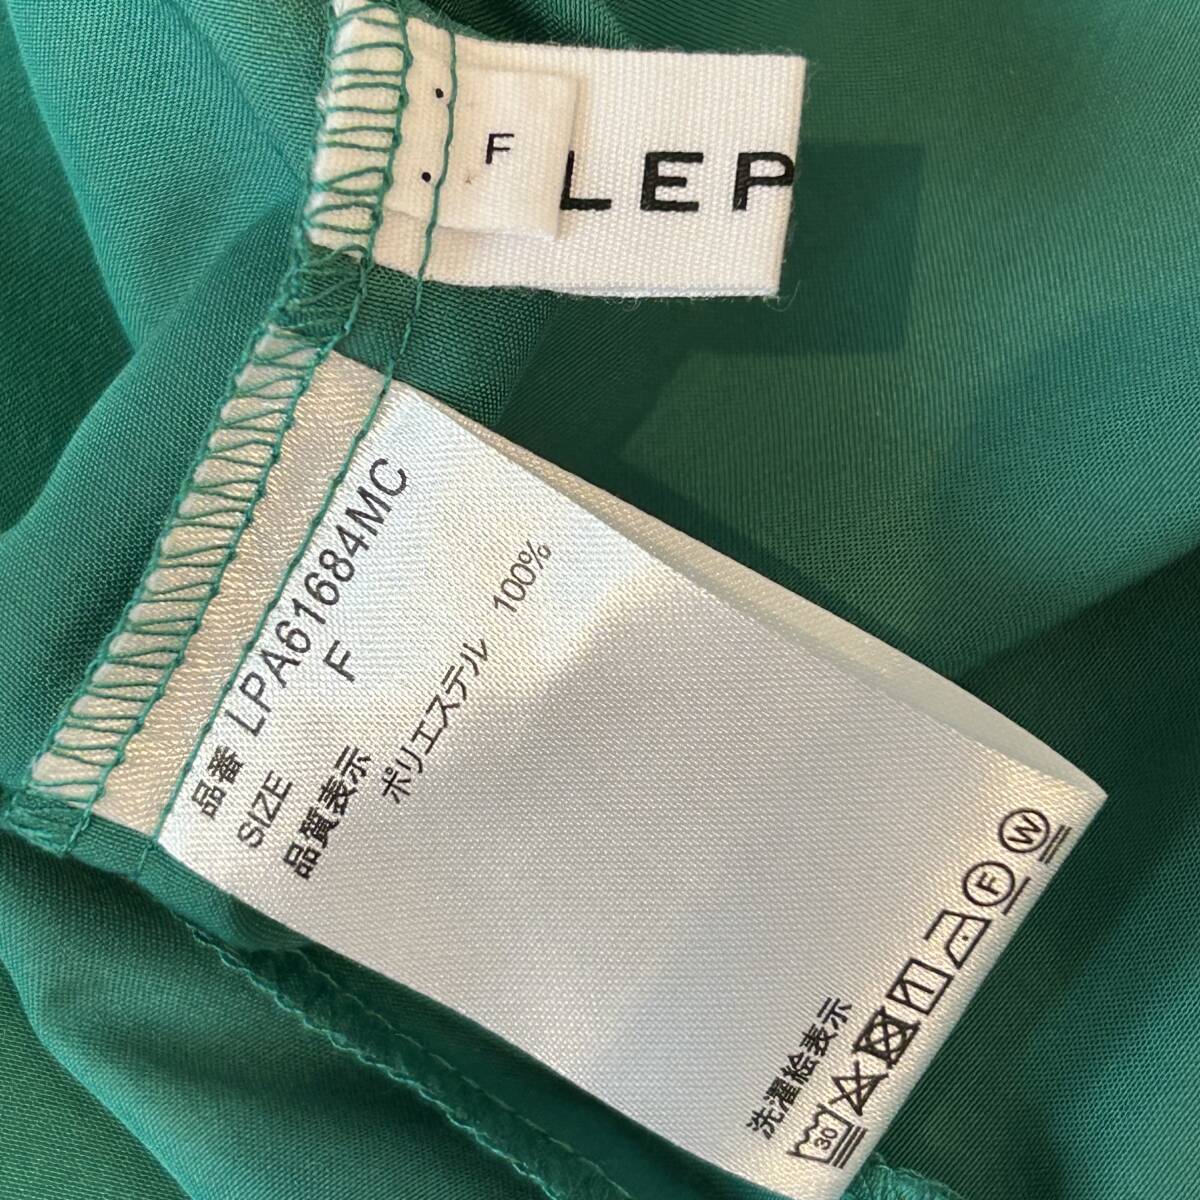 F
LEP
品番 LPA61684MC
SIZE F
品質表示
ポリエステル 100%
洗濯絵表示
30
F
W